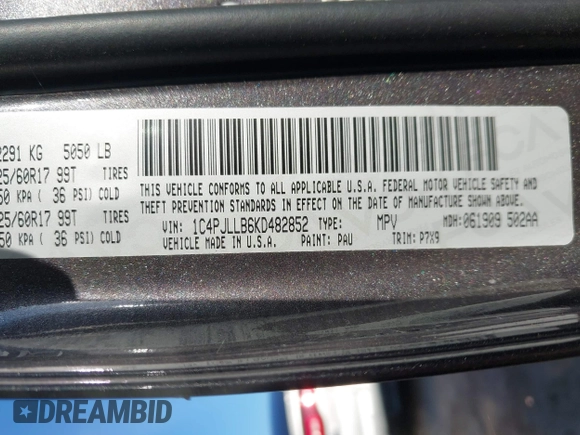 2291 KG 5050 LB
25/60R17 99T TIRES
50 KPA ( 36 PSI) COLD
25/60R17 99T TIRES
50 KPA ( 36 PSI) COLD
THIS VEHICLE CONFORMS TO ALL APPLICABLE U.S.A. FEDERAL MOTOR VEHICLE SAFETY, BUMPER, AND
THEFT PREVENTION STANDARDS IN EFFECT ON THE DATE OF MANUFACTURE SHOWN ABOVE.
VIN: 1C4PJLLB6KD482852 TYPE: MPV MDH: 061909 502AA
VEHICLE MADE IN U.S.A. PAINT: PAU TRIM: P7X9
DREAMBID